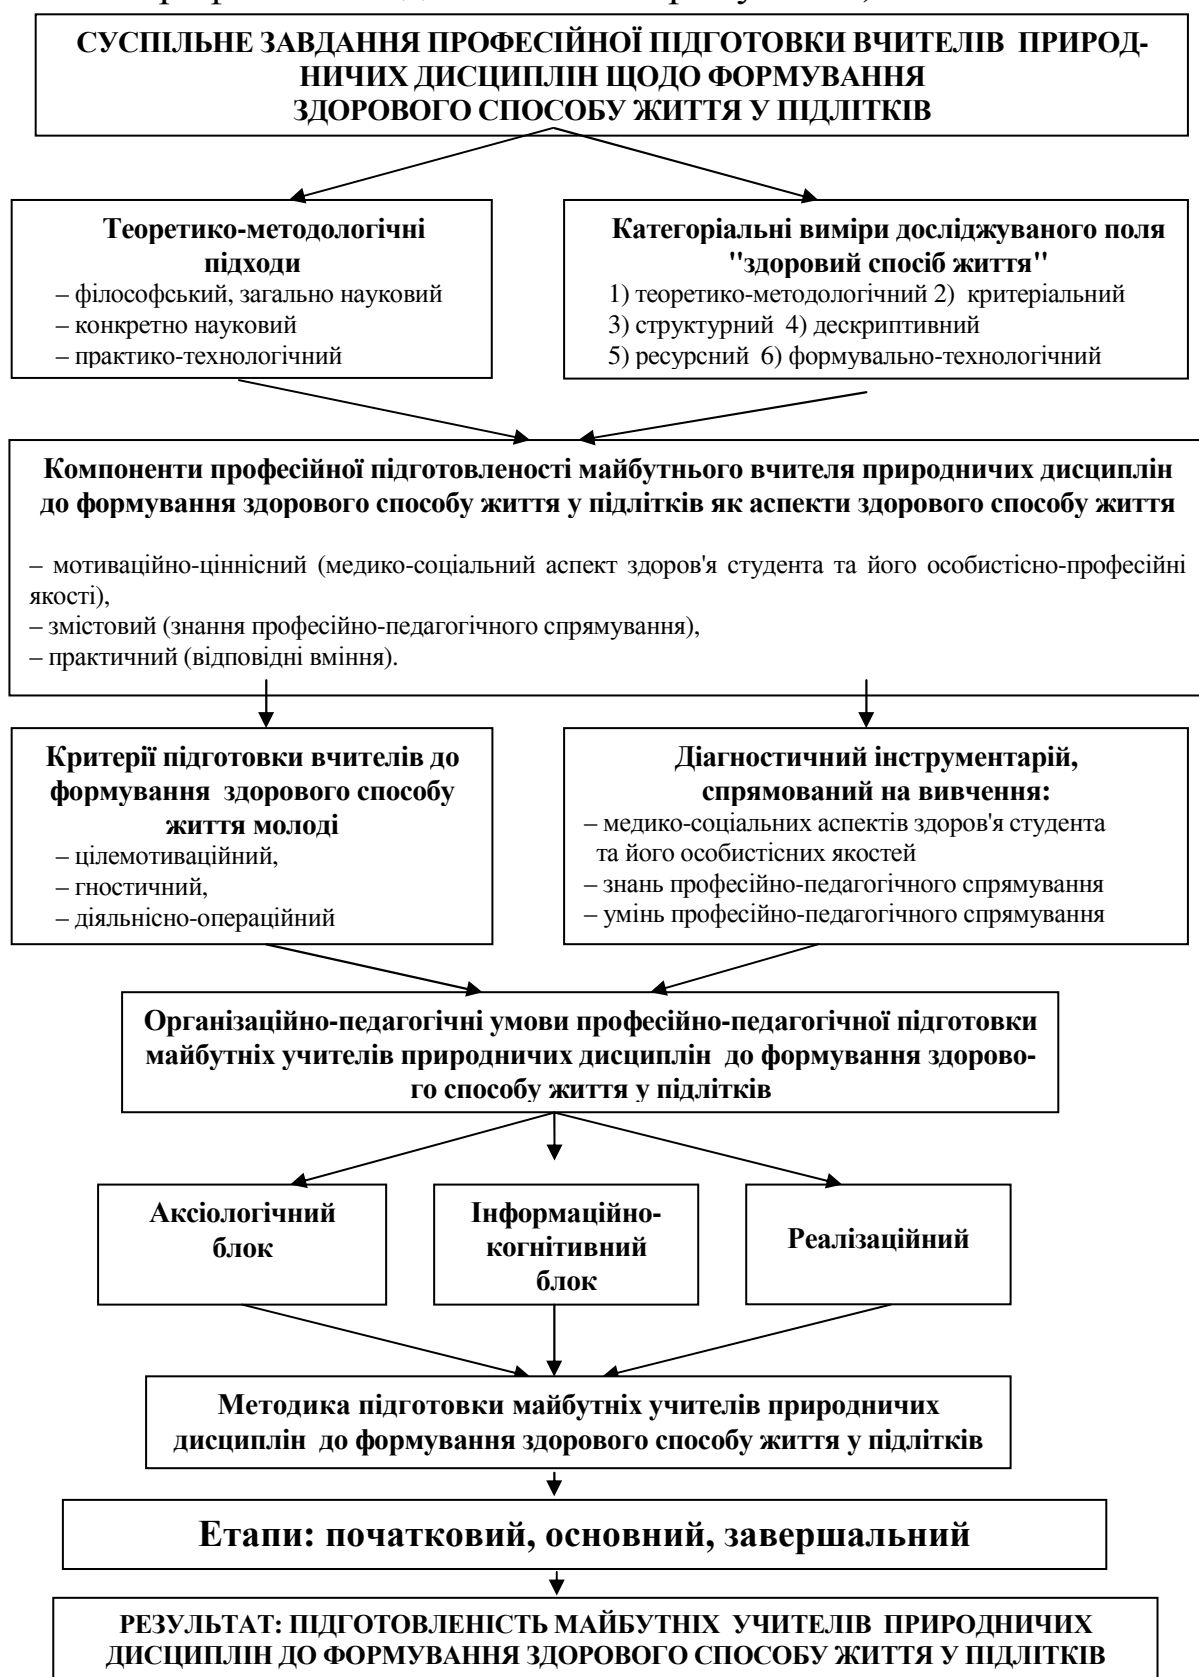 СУСПІЛЬНЕ ЗАВДАННЯ ПРОФЕСІЙНОЇ ПІДГОТОВКИ ВЧИТЕЛІВ ПРИРОД-
НИЧИХ ДИСЦИПЛІН ЩОДО ФОРМУВАННЯ
ЗДОРОВОГО СПОСОБУ ЖИТТЯ У ПІДЛІТКІВ
Теоретико-методологічні
підходи
– філософський, загально науковий
– конкретно науковий
– практико-технологічний
Категоріальні виміри досліджуваного поля
"здоровий спосіб життя"
1) теоретико-методологічний 2) критеріальний
3) структурний 4) дескриптивний
5) ресурсний 6) формувально-технологічний
Компоненти професійної підготовленості майбутнього вчителя природничих дисциплін
до формування здорового способу життя у підлітків як аспекти здорового способу життя
– мотиваційно-ціннісний (медико-соціальний аспект здоров'я студента та його особистісно-професійні
якості),
– змістовий (знання професійно-педагогічного спрямування),
– практичний (відповідні вміння).
Критерії підготовки вчителів до
формування здорового способу
життя молоді
– цілемотиваційний,
– гностичний,
– діяльнісно-операційний
Діагностичний інструментарій,
спрямований на вивчення:
– медико-соціальних аспектів здоров'я студента
та його особистісних якостей
– знань професійно-педагогічного спрямування
– умінь професійно-педагогічного спрямування
Організаційно-педагогічні умови професійно-педагогічної підготовки
майбутніх учителів природничих дисциплін до формування здорово-
го способу життя у підлітків
Аксіологічний
блок
Інформаційно-
когнітивний
блок
Реалізаційний
Методика підготовки майбутніх учителів природничих
дисциплін до формування здорового способу життя у підлітків
Етапи: початковий, основний, завершальний
РЕЗУЛЬТАТ: ПІДГОТОВЛЕНІСТЬ МАЙБУТНІХ УЧИТЕЛІВ ПРИРОДНИЧИХ
ДИСЦИПЛІН ДО ФОРМУВАННЯ ЗДОРОВОГО СПОСОБУ ЖИТТЯ У ПІДЛІТКІВ